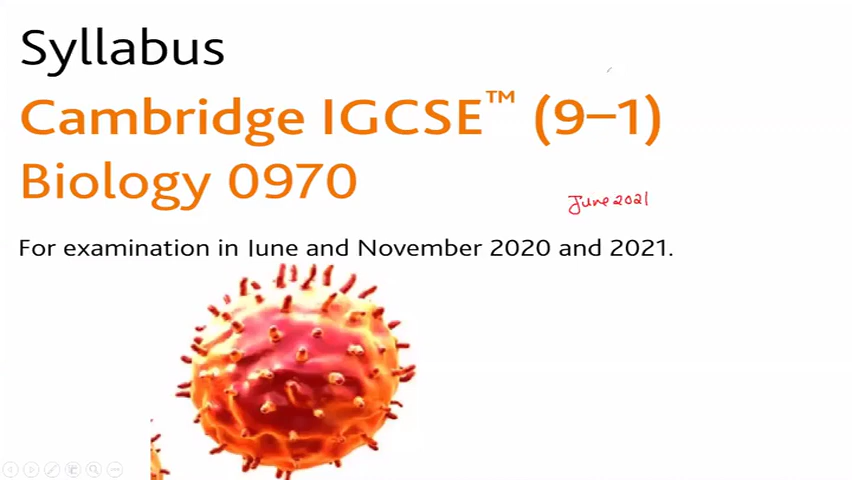 Syllabus
Cambridge IGCSE™ (9–1)
Biology 0970
June 2021
For examination in June and November 2020 and 2021.